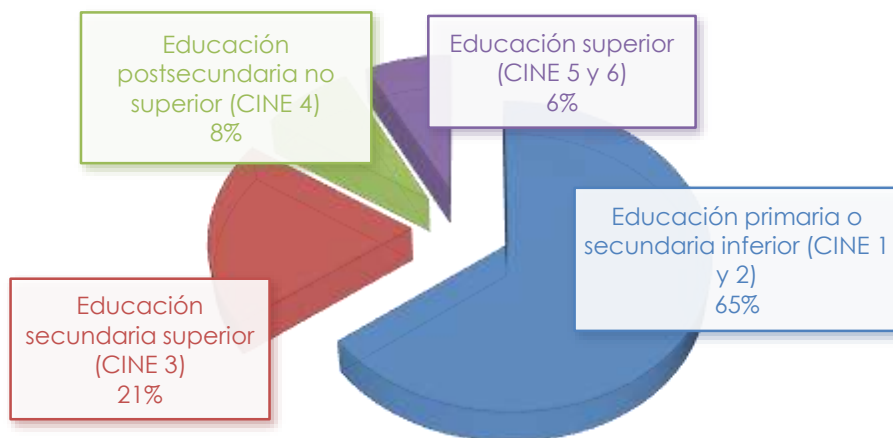 Educación
postsecundaria no
superior (CINE 4)
8%
Educación superior
(CINE 5 y 6)
6%
Educación primaria o
secundaria inferior (CINE 1
y 2)
65%
Educación
secundaria superior
(CINE 3)
21%